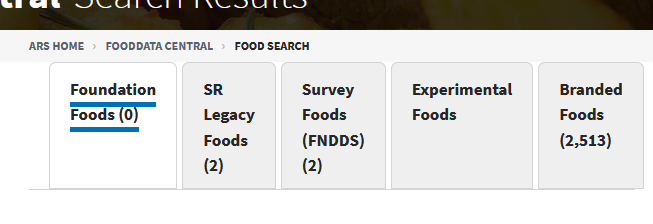 Search Results
ARS HOME › FOODDATA CENTRAL › FOOD SEARCH
Foundation
Foods (0)
SR
Legacy
Foods
(2)
Survey
Foods
(FNDDS)
(2)
Experimental
Foods
Branded
Foods
(2,513)